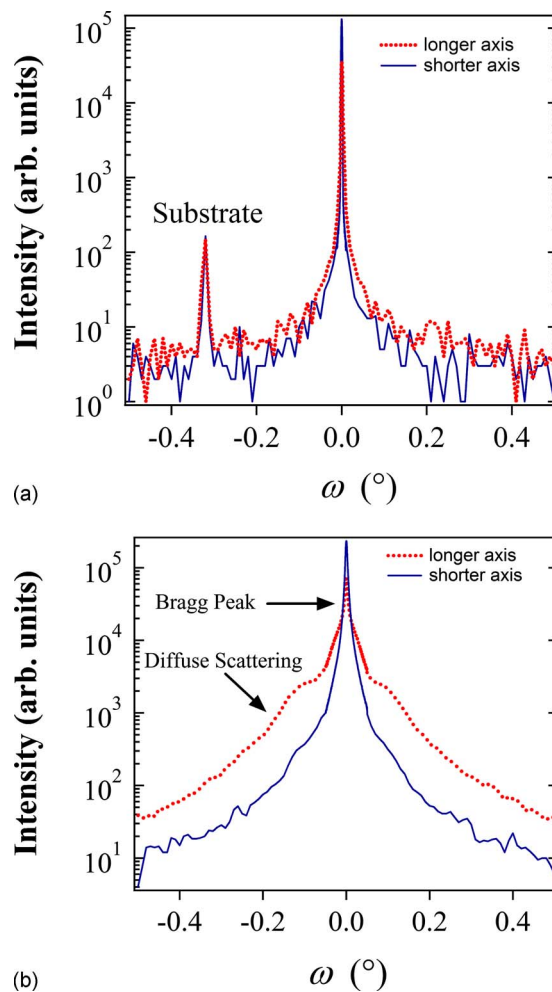 10^5
longer axis
shorter axis
10^4
10^3
Substrate
10^2
10^1
10^0
Intensity (arb. units)
-0.4 -0.2 0.0 0.2 0.4
ω (°)
(a)
longer axis
shorter axis
10^5
Bragg Peak
10^4
Diffuse Scattering
10^3
10^2
10^1
Intensity (arb. units)
-0.4 -0.2 0.0 0.2 0.4
ω (°)
(b)